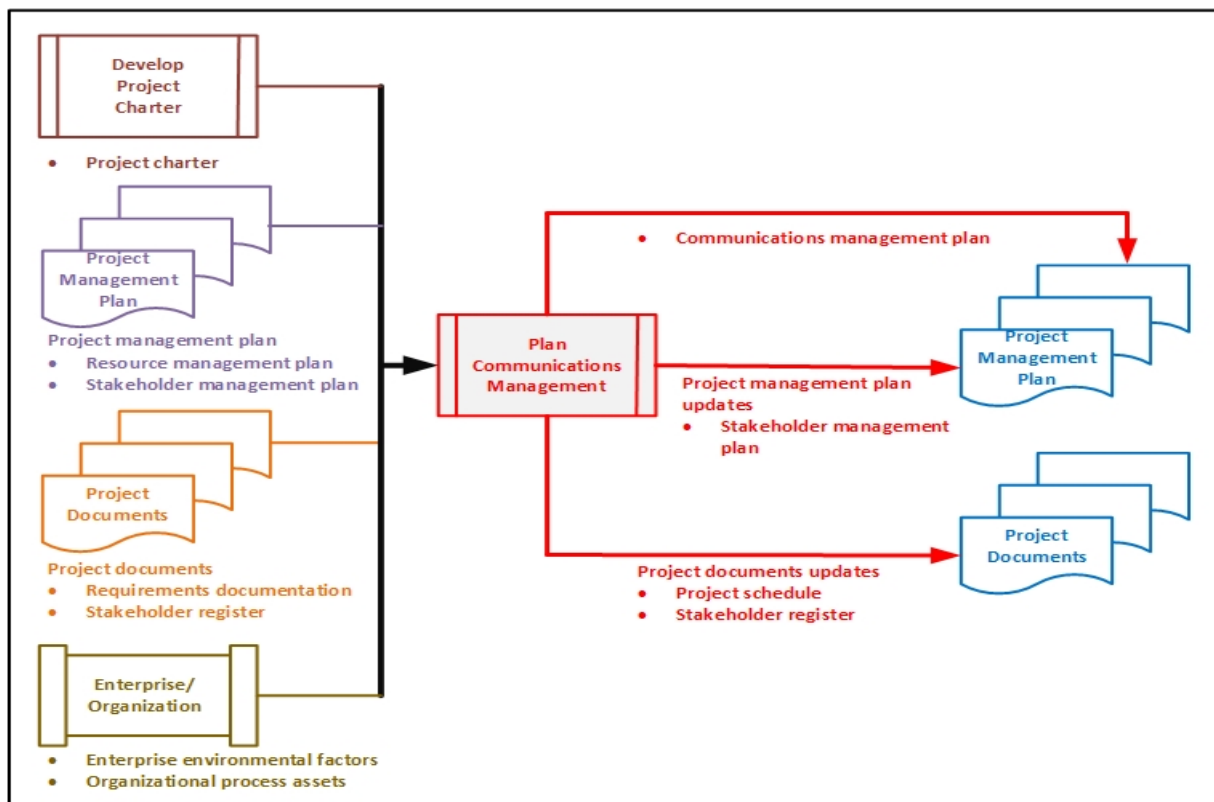 Develop
Project
Charter
• Project charter
Project
Management
Plan
Project management plan
• Resource management plan
• Stakeholder management plan
Project
Documents
Project documents
• Requirements documentation
• Stakeholder register
Enterprise/
Organization
• Enterprise environmental factors
• Organizational process assets
Plan
Communications
Management
• Communications management plan
Project management plan
updates
• Stakeholder management
plan
Project documents updates
• Project schedule
• Stakeholder register
Project
Management
Plan
Project
Documents